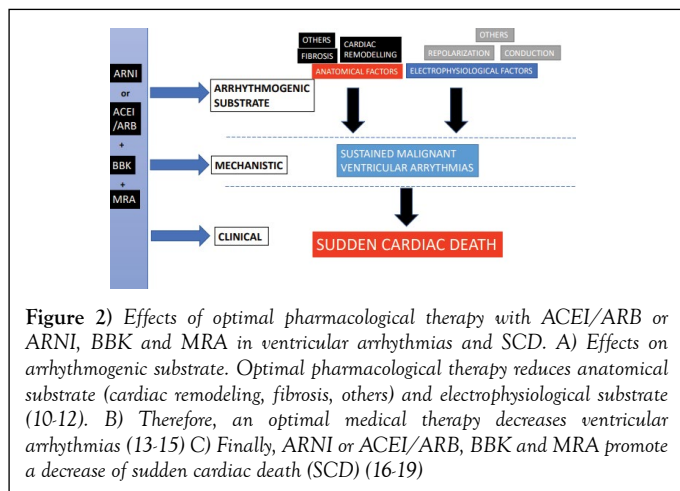 OTHERS
CARDIAC
REMODELLING
FIBROSIS
ANATOMICAL FACTORS
OTHERS
REPOLARIZATION
CONDUCTION
ELECTROPHYSIOLOGICAL FACTORS
ARNI
or
ACEI
/ARB
+
BBK
+
MRA
ARRHYTHMOGENIC
SUBSTRATE
MECHANISTIC
SUSTAINED MALIGNANT
VENTRICULAR ARRYTHMIAS
CLINICAL
SUDDEN CARDIAC DEATH
Figure 2) Effects of optimal pharmacological therapy with ACEI/ARB or
ARNI, BBK and MRA in ventricular arrhythmias and SCD. A) Effects on
arrhythmogenic substrate. Optimal pharmacological therapy reduces anatomical
substrate (cardiac remodeling, fibrosis, others) and electrophysiological substrate
(10-12). B) Therefore, an optimal medical therapy decreases ventricular
arrhythmias (13-15) C) Finally, ARNI or ACEI/ARB, BBK and MRA promote
a decrease of sudden cardiac death (SCD) (16-19)